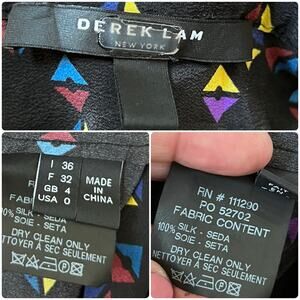 DEREK LAM
NEW YORK
I 36
F 32
GB 4
USA 0
MADE
IN
CHINA
% SILK - SEDA
SOIE - SETA
DRY CLEAN ONLY
NETTOYER A SEC SEULEMENT
RN # 111290
PO 52702
FABRIC CONTENT
100% SILK - SEDA
SOIE - SETA
DRY CLEAN ONLY
NETTOYER A SEC SEULEMENT